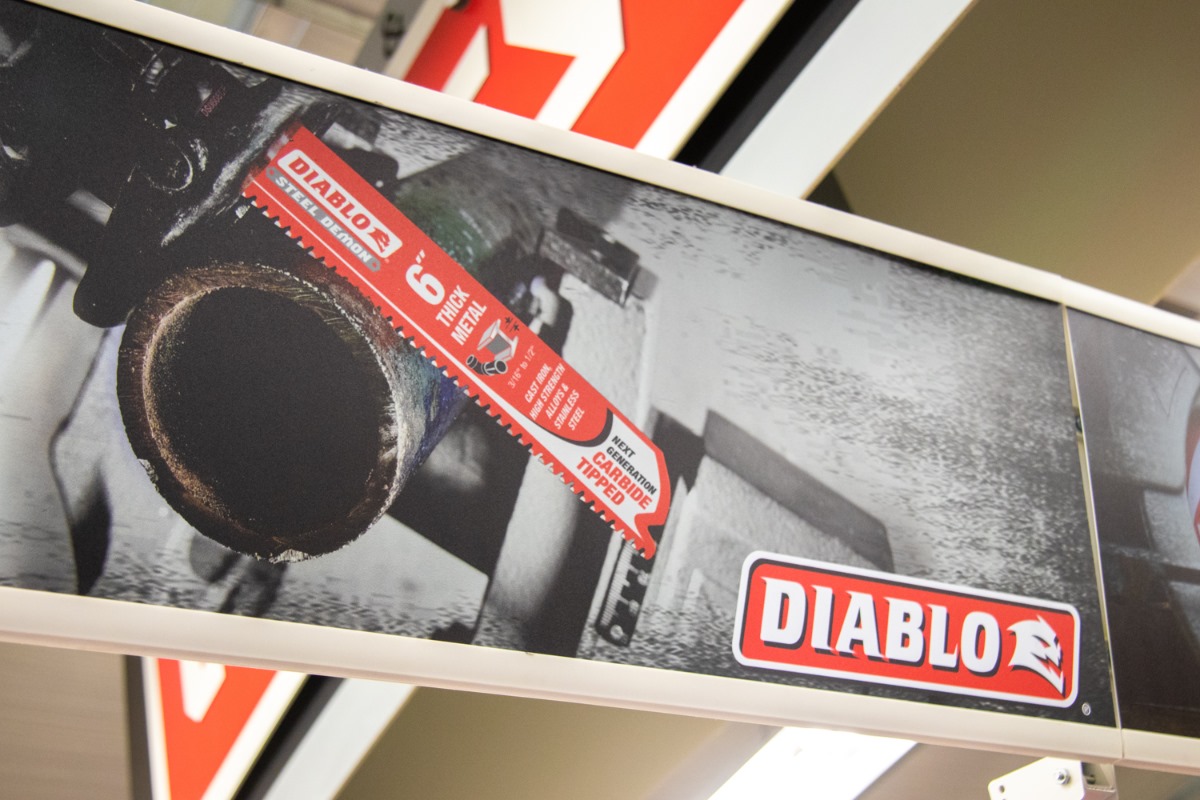 DIABLO
STEEL DEMON
6"
THICK
METAL
3/16" to 1/2"
CAST IRON,
HIGH STRENGTH
ALLOYS &
STAINLESS
STEEL
NEXT
GENERATION
CARBIDE
TIPPED
DIABLO
®